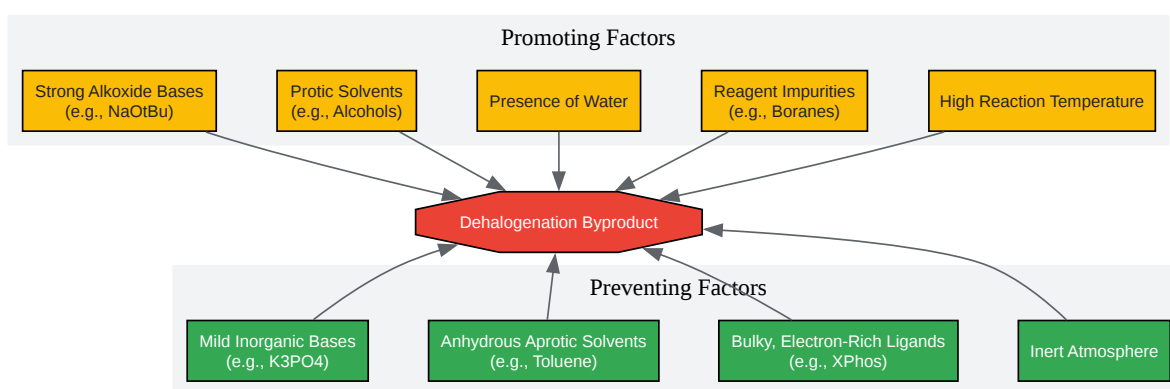 Promoting Factors
Strong Alkoxide Bases
(e.g., NaOtBu)
Protic Solvents
(e.g., Alcohols)
Presence of Water
Reagent Impurities
(e.g., Boranes)
High Reaction Temperature
Dehalogenation Byproduct
Preventing Factors
Mild Inorganic Bases
(e.g., K3PO4)
Anhydrous Aprotic Solvents
(e.g., Toluene)
Bulky, Electron-Rich Ligands
(e.g., XPhos)
Inert Atmosphere